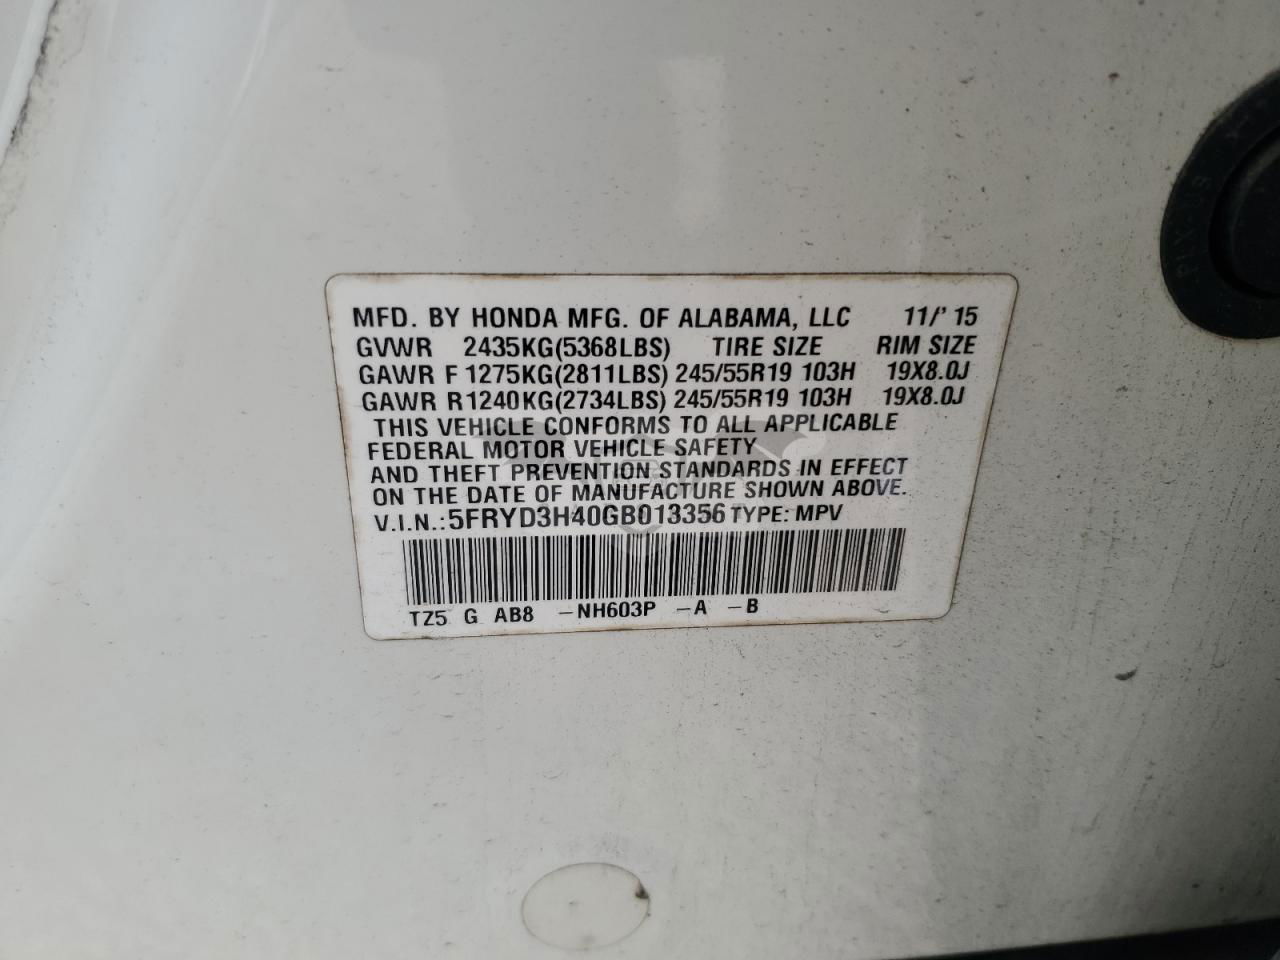 MFD. BY HONDA MFG. OF ALABAMA, LLC 11/' 15
GVWR 2435KG(5368LBS) TIRE SIZE RIM SIZE
GAWR F 1275KG(2811LBS) 245/55R19 103H 19X8.0J
GAWR R1240KG(2734LBS) 245/55R19 103H 19X8.0J
THIS VEHICLE CONFORMS TO ALL APPLICABLE
FEDERAL MOTOR VEHICLE SAFETY
AND THEFT PREVENTION STANDARDS IN EFFECT
ON THE DATE OF MANUFACTURE SHOWN ABOVE.
V.I.N.:5FRYD3H40GB013356 TYPE: MPV
TZ5 G AB8 -NH603P -A -B